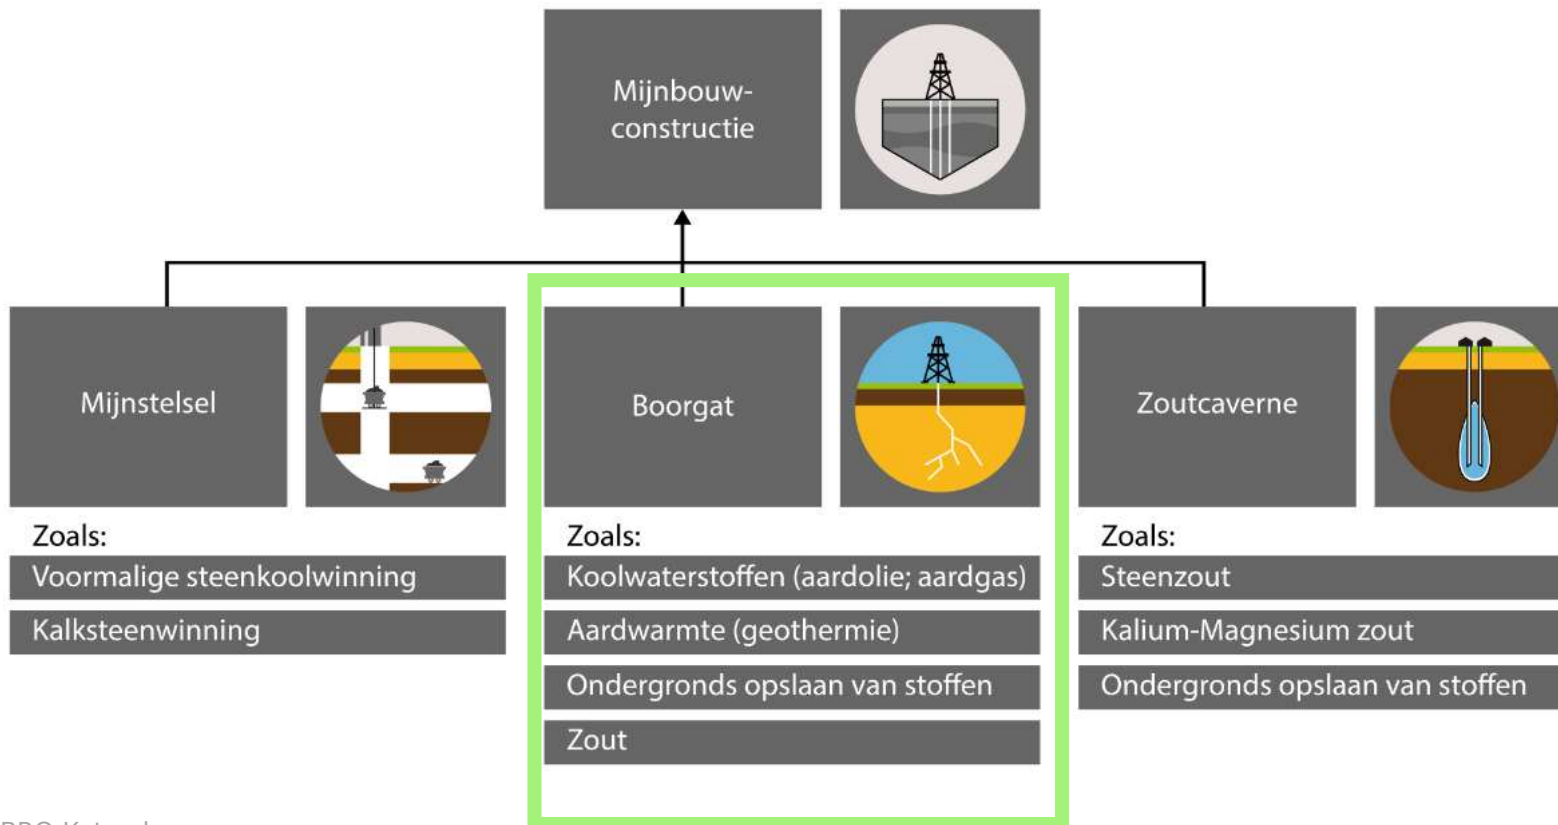 Mijnbouw-
constructie
Mijnstelsel
Boorgat
Zoutcaverne
Zoals:
Voormalige steenkoolwinning
Kalksteenwinning
Zoals:
Koolwaterstoffen (aardolie; aardgas)
Aardwarmte (geothermie)
Ondergronds opslaan van stoffen
Zout
Zoals:
Steenzout
Kalium-Magnesium zout
Ondergronds opslaan van stoffen